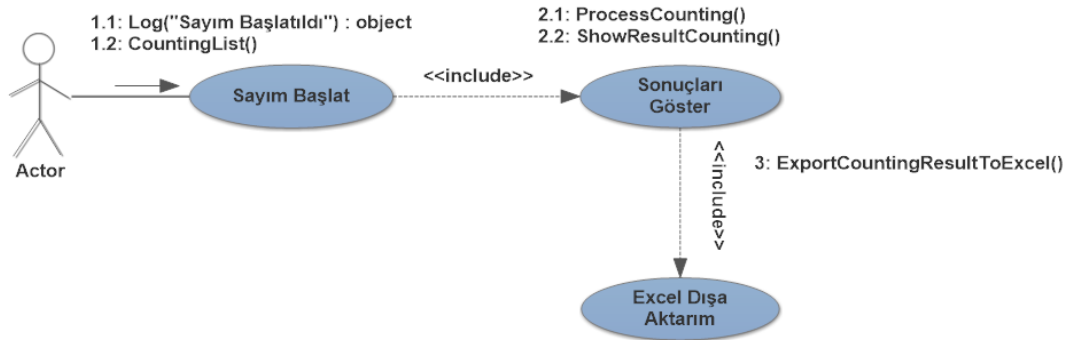 1.1: Log("Sayım Başlatıldı") : object
1.2: CountingList()
2.1: ProcessCounting()
2.2: ShowResultCounting()
Actor
Sayım Başlat
<<include>>
Sonuçları
Göster
<<include>>
3: ExportCountingResultToExcel()
Excel Dışa
Aktarım